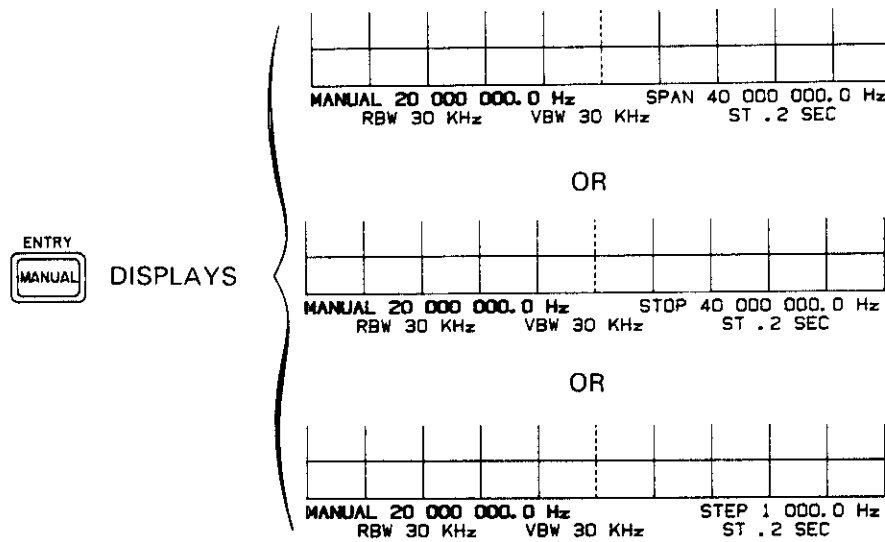 MANUAL 20 000 000.0 Hz SPAN 40 000 000.0 Hz
RBW 30 KHz VBW 30 KHz ST .2 SEC
OR
ENTRY
MANUAL DISPLAYS
MANUAL 20 000 000.0 Hz STOP 40 000 000.0 Hz
RBW 30 KHz VBW 30 KHz ST .2 SEC
OR
MANUAL 20 000 000.0 Hz STEP 1 000.0 Hz
RBW 30 KHz VBW 30 KHz ST .2 SEC